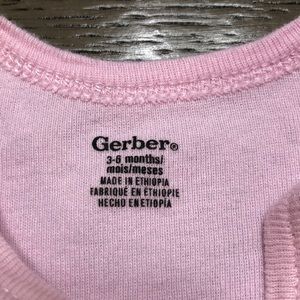 Gerber®
3-6 months/
mois/meses
MADE IN ETHIOPIA
FABRIQUÉ EN ÉTHIOPIE
HECHO EN ETIOPÍA